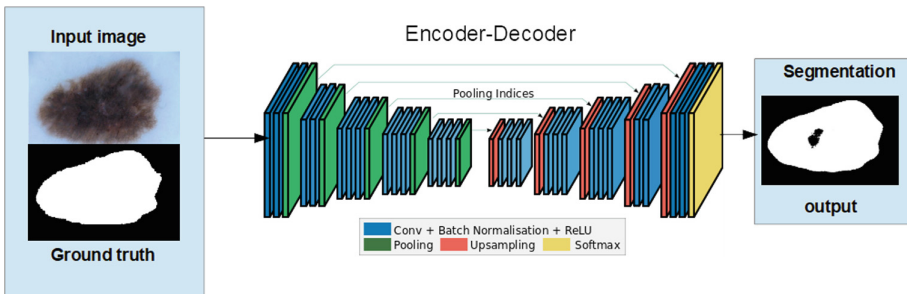 Input image
Ground truth
Encoder-Decoder
Pooling Indices
Conv + Batch Normalisation + ReLU
Pooling Upsampling Softmax
Segmentation
output